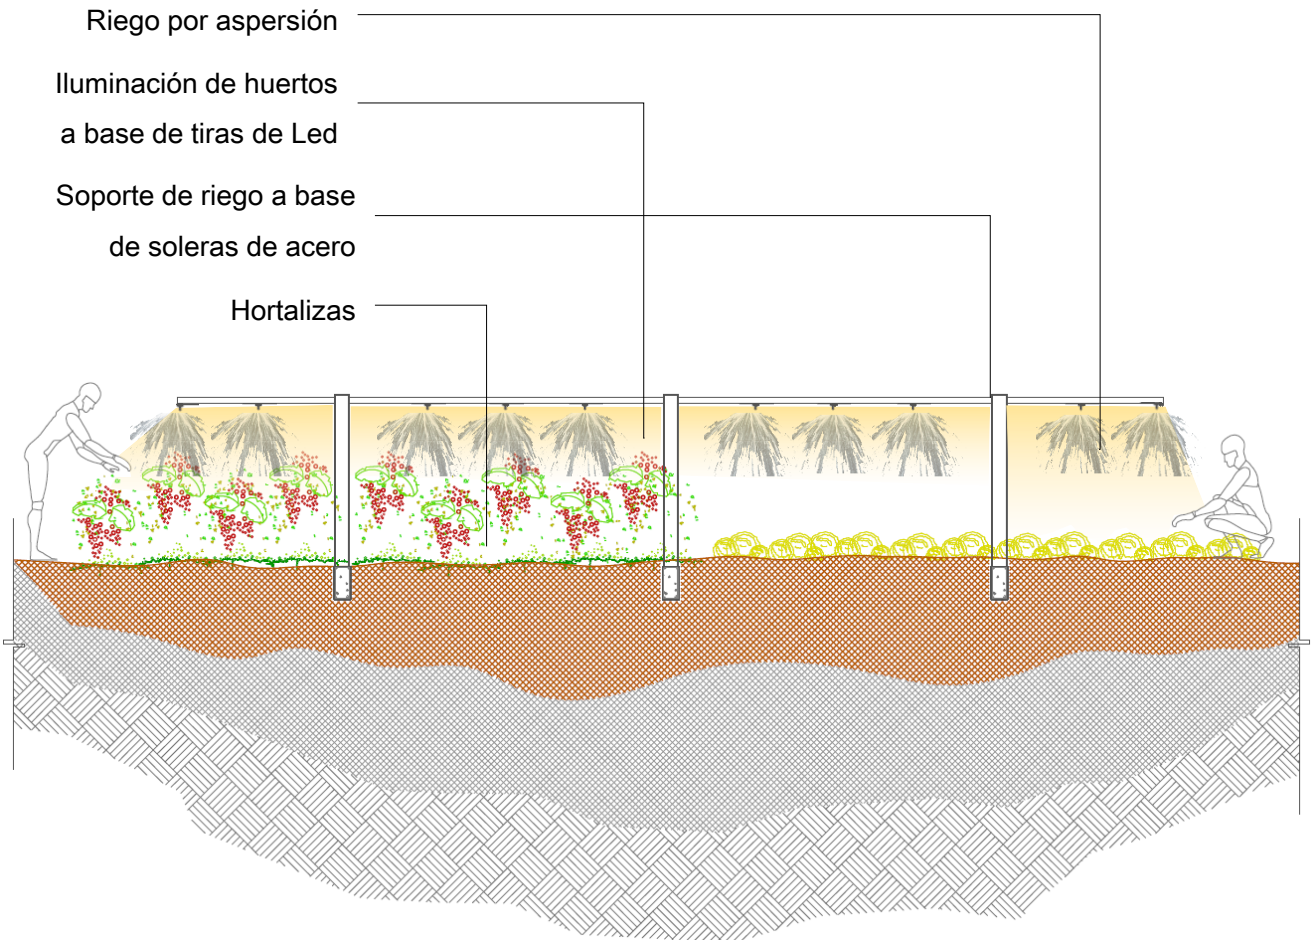 Riego por aspersión
Iluminación de huertos
a base de tiras de Led
Soporte de riego a base
de soleras de acero
Hortalizas